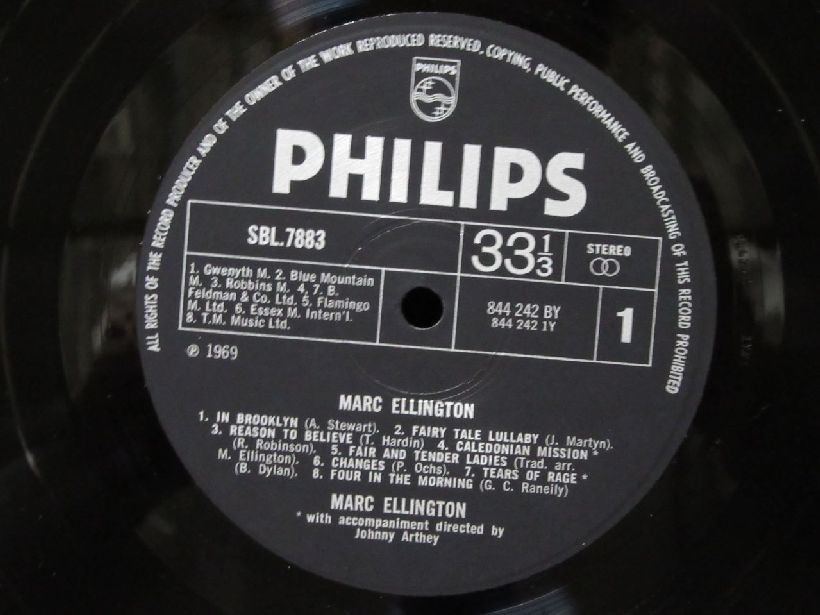 ALL RIGHTS OF THE RECORD PRODUCER AND OF THE OWNER OF THE WORK REPRODUCED RESERVED. COPYING, PUBLIC PERFORMANCE AND BROADCASTING OF THIS RECORD PROHIBITED
PHILIPS
PHILIPS
SBL.7883
33 1/3
STEREO
1. Gwenyth M. 2. Blue Mountain
M. 3. Robbins M. 4, 7. B.
Feldman & Co. Ltd. 5. Flamingo
M. Ltd. 6. Essex M. Intern'l.
8. T.M. Music Ltd.
844 242 BY
844 242 1Y
1
℗ 1969
MARC ELLINGTON
1. IN BROOKLYN (A. Stewart). 2. FAIRY TALE LULLABY (J. Martyn).
3. REASON TO BELIEVE (T. Hardin) 4. CALEDONIAN MISSION *
(R. Robinson). 5. FAIR AND TENDER LADIES (Trad. arr.
M. Ellington). 6. CHANGES (P. Ochs). 7. TEARS OF RAGE *
(B. Dylan). 8. FOUR IN THE MORNING (G. C. Raneily)
MARC ELLINGTON
* with accompaniment directed by
Johnny Arthey